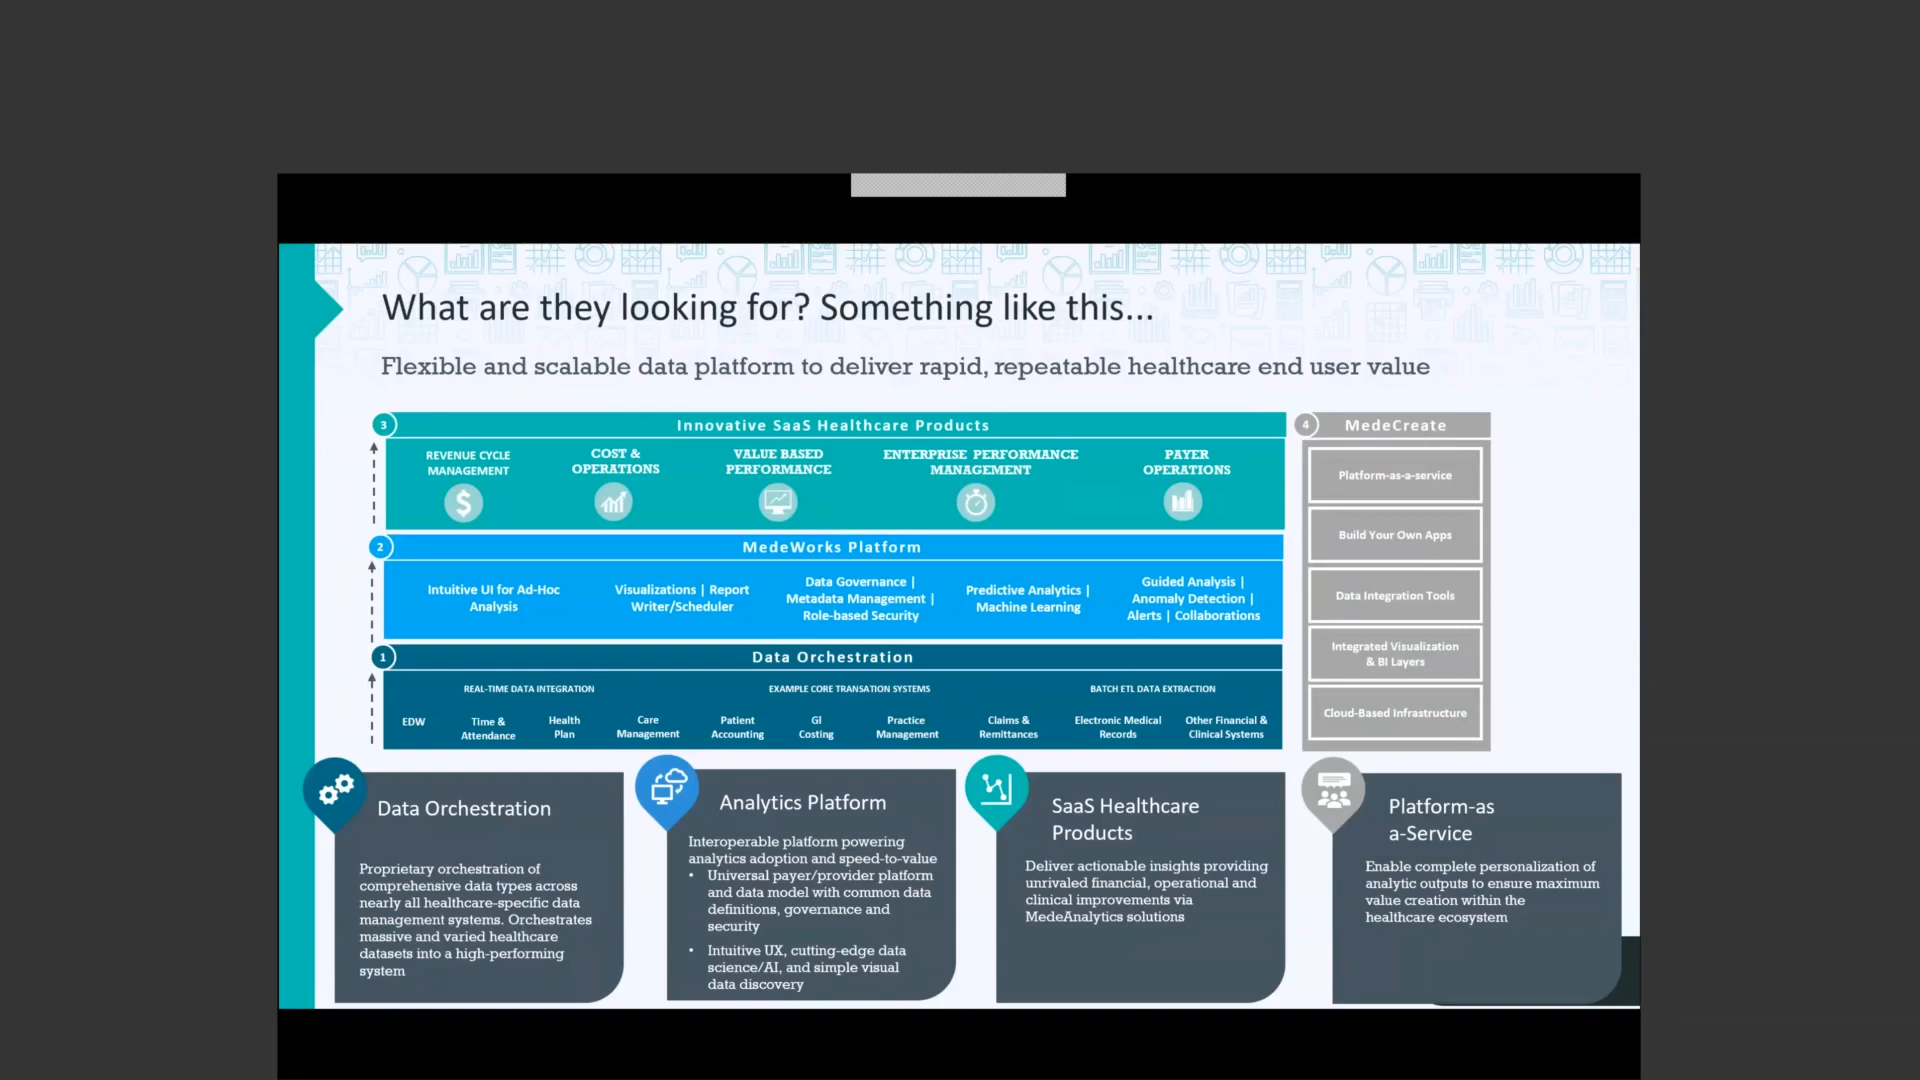 What are they looking for? Something like this...
Flexible and scalable data platform to deliver rapid, repeatable healthcare end user value
3
Innovative SaaS Healthcare Products
REVENUE CYCLE
MANAGEMENT
COST &
OPERATIONS
VALUE BASED
PERFORMANCE
ENTERPRISE PERFORMANCE
MANAGEMENT
PAYER
OPERATIONS
$
2
MedeWorks Platform
Intuitive UI for Ad-Hoc
Analysis
Visualizations | Report
Writer/Scheduler
Data Governance |
Metadata Management |
Role-based Security
Predictive Analytics |
Machine Learning
Guided Analysis |
Anomaly Detection |
Alerts | Collaborations
1
Data Orchestration
REAL-TIME DATA INTEGRATION
EXAMPLE CORE TRANSATION SYSTEMS
BATCH ETL DATA EXTRACTION
EDW
Time &
Attendance
Health
Plan
Care
Management
Patient
Accounting
GI
Costing
Practice
Management
Claims &
Remittances
Electronic Medical
Records
Other Financial &
Clinical Systems
4
MedeCreate
Platform-as-a-service
Build Your Own Apps
Data Integration Tools
Integrated Visualization
& BI Layers
Cloud-Based Infrastructure
Data Orchestration
Proprietary orchestration of
comprehensive data types across
nearly all healthcare-specific data
management systems. Orchestrates
massive and varied healthcare
datasets into a high-performing
system
Analytics Platform
Interoperable platform powering
analytics adoption and speed-to-value
• Universal payer/provider platform
and data model with common data
definitions, governance and
security
• Intuitive UX, cutting-edge data
science/AI, and simple visual
data discovery
SaaS Healthcare
Products
Deliver actionable insights providing
unrivaled financial, operational and
clinical improvements via
MedeAnalytics solutions
Platform-as
a-Service
Enable complete personalization of
analytic outputs to ensure maximum
value creation within the
healthcare ecosystem